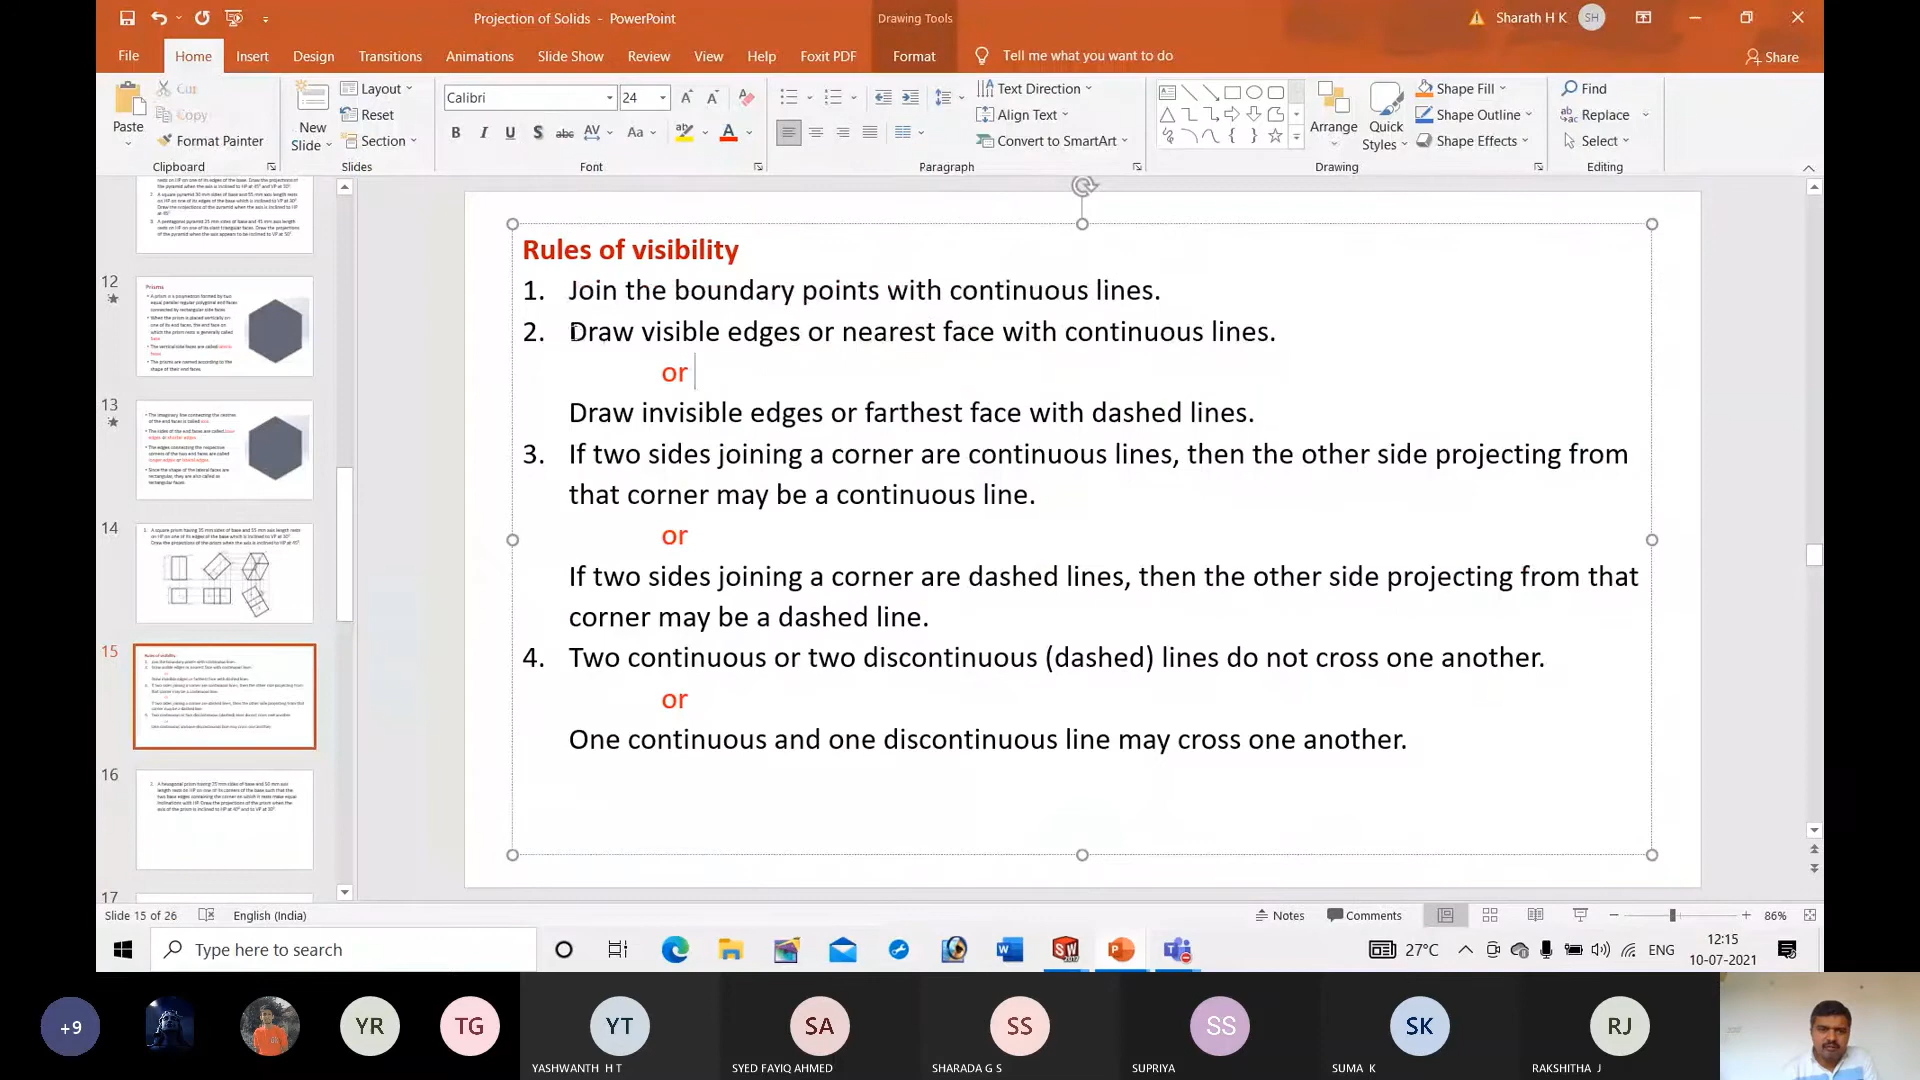 Projection of Solids - PowerPoint
Drawing Tools
Sharath H K
SH
File
Home
Insert
Design
Transitions
Animations
Slide Show
Review
View
Help
Foxit PDF
Format
Tell me what you want to do
Share
Paste
Cut
Copy
Format Painter
Clipboard
New Slide
Layout
Reset
Section
Slides
Calibri
24
Font
Text Direction
Align Text
Convert to SmartArt
Paragraph
Arrange
Quick Styles
Shape Fill
Shape Outline
Shape Effects
Drawing
Find
Replace
Select
Editing
12
Prisms
13
14
15
16
17
Rules of visibility
1. Join the boundary points with continuous lines.
2. Draw visible edges or nearest face with continuous lines.
or
Draw invisible edges or farthest face with dashed lines.
3. If two sides joining a corner are continuous lines, then the other side projecting from
that corner may be a continuous line.
or
If two sides joining a corner are dashed lines, then the other side projecting from that
corner may be a dashed line.
4. Two continuous or two discontinuous (dashed) lines do not cross one another.
or
One continuous and one discontinuous line may cross one another.
Slide 15 of 26
English (India)
Notes
Comments
86%
Type here to search
27°C
ENG
12:15
10-07-2021
+9
YR
TG
YT
SA
SS
SS
SK
RJ
YASHWANTH H T
SYED FAYIQ AHMED
SHARADA G S
SUPRIYA
SUMA K
RAKSHITHA J